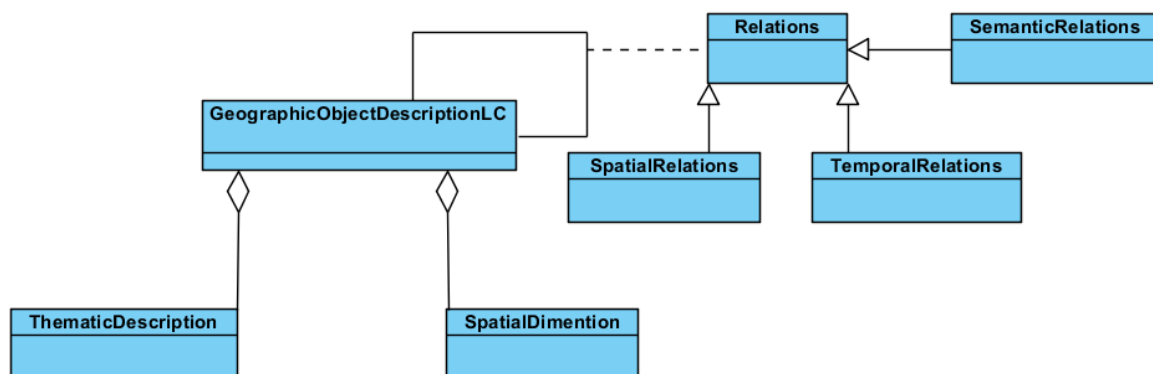 Relations
SemanticRelations
GeographicObjectDescriptionLC
SpatialRelations
TemporalRelations
ThematicDescription
SpatialDimention